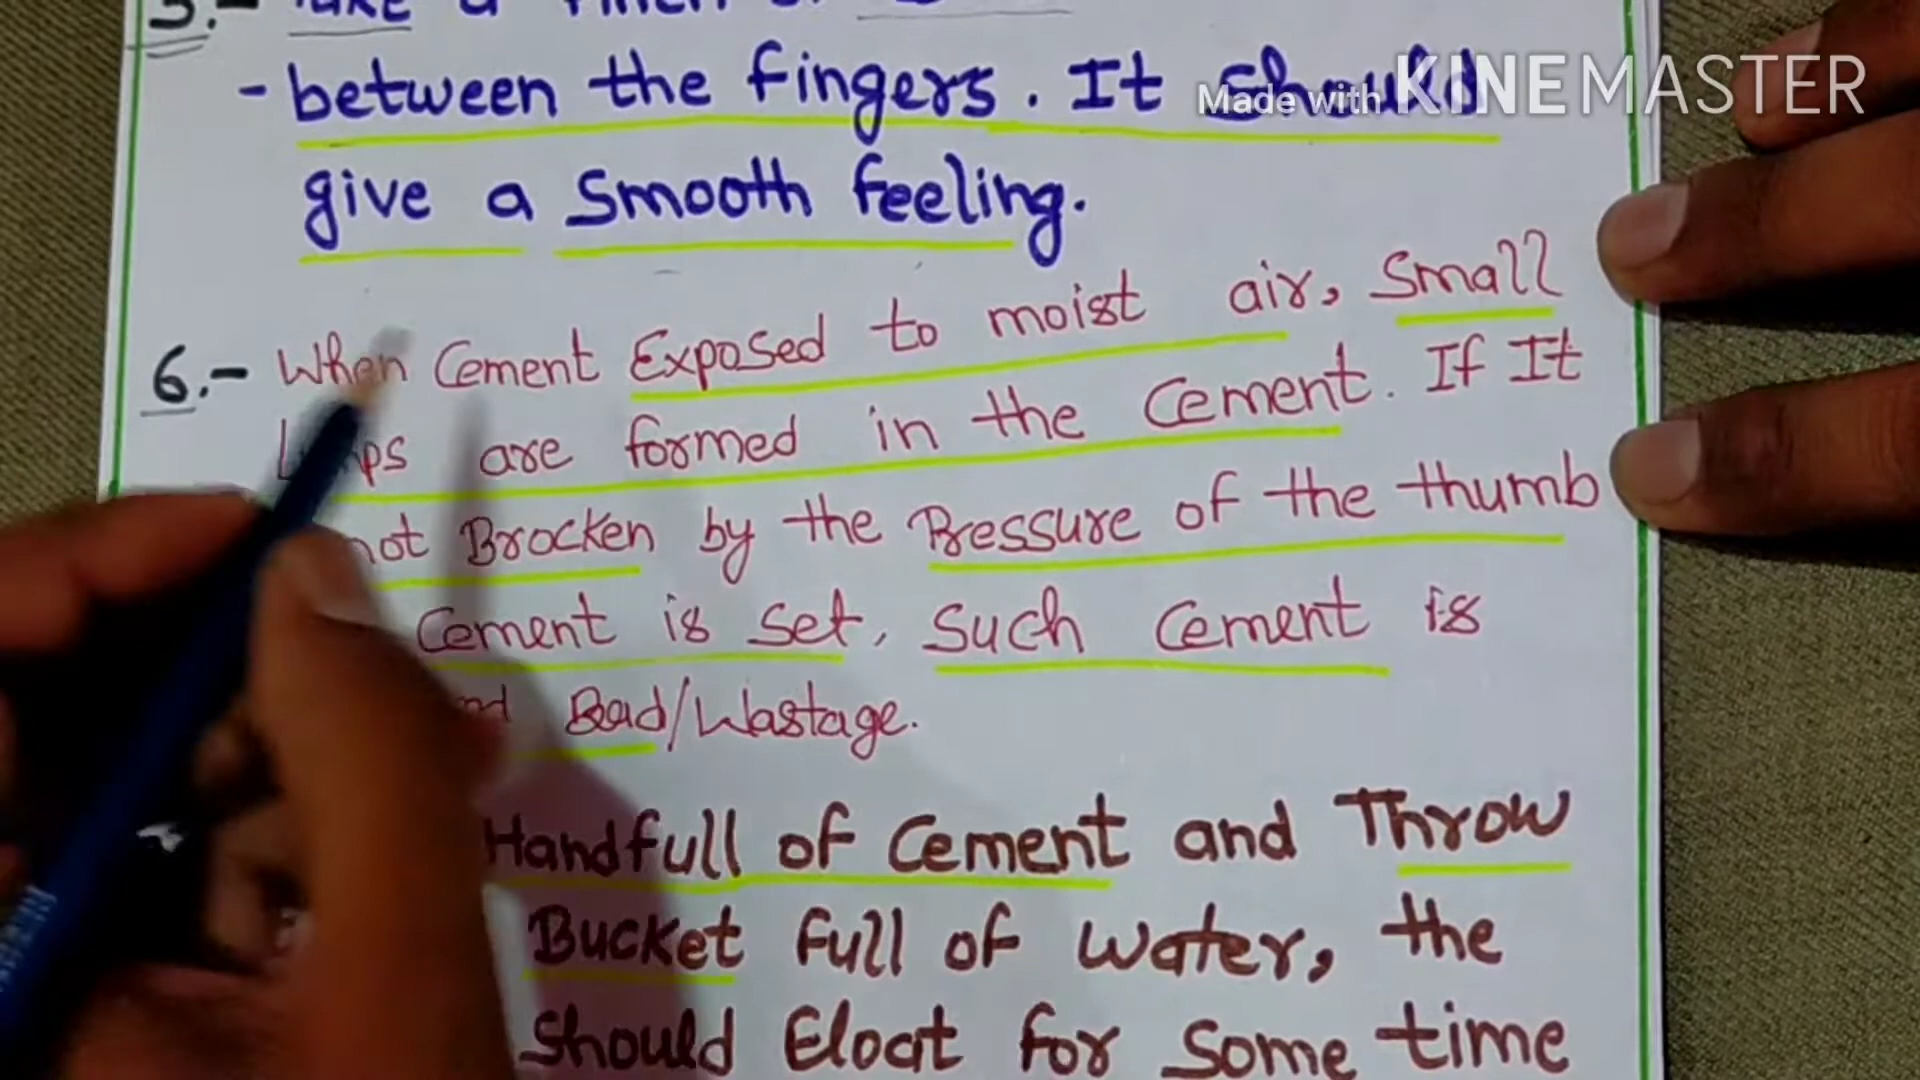 5.- Take a
- between the fingers. It should
Made with KINEMASTER
give a smooth feeling.
6.- When Cement Exposed to moist air, Small
are formed in the Cement. If It
not Brocken by the Pressure of the thumb
Cement is set, Such Cement is
Bad/Wastage.
Handfull of Cement and Throw
Bucket full of water, the
Should Float for Some time